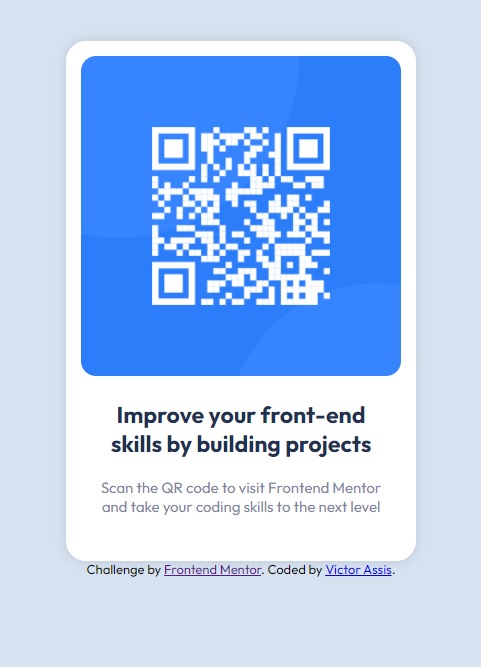 Improve your front-end
skills by building projects
Scan the QR code to visit Frontend Mentor
and take your coding skills to the next level
Challenge by Frontend Mentor. Coded by Victor Assis.